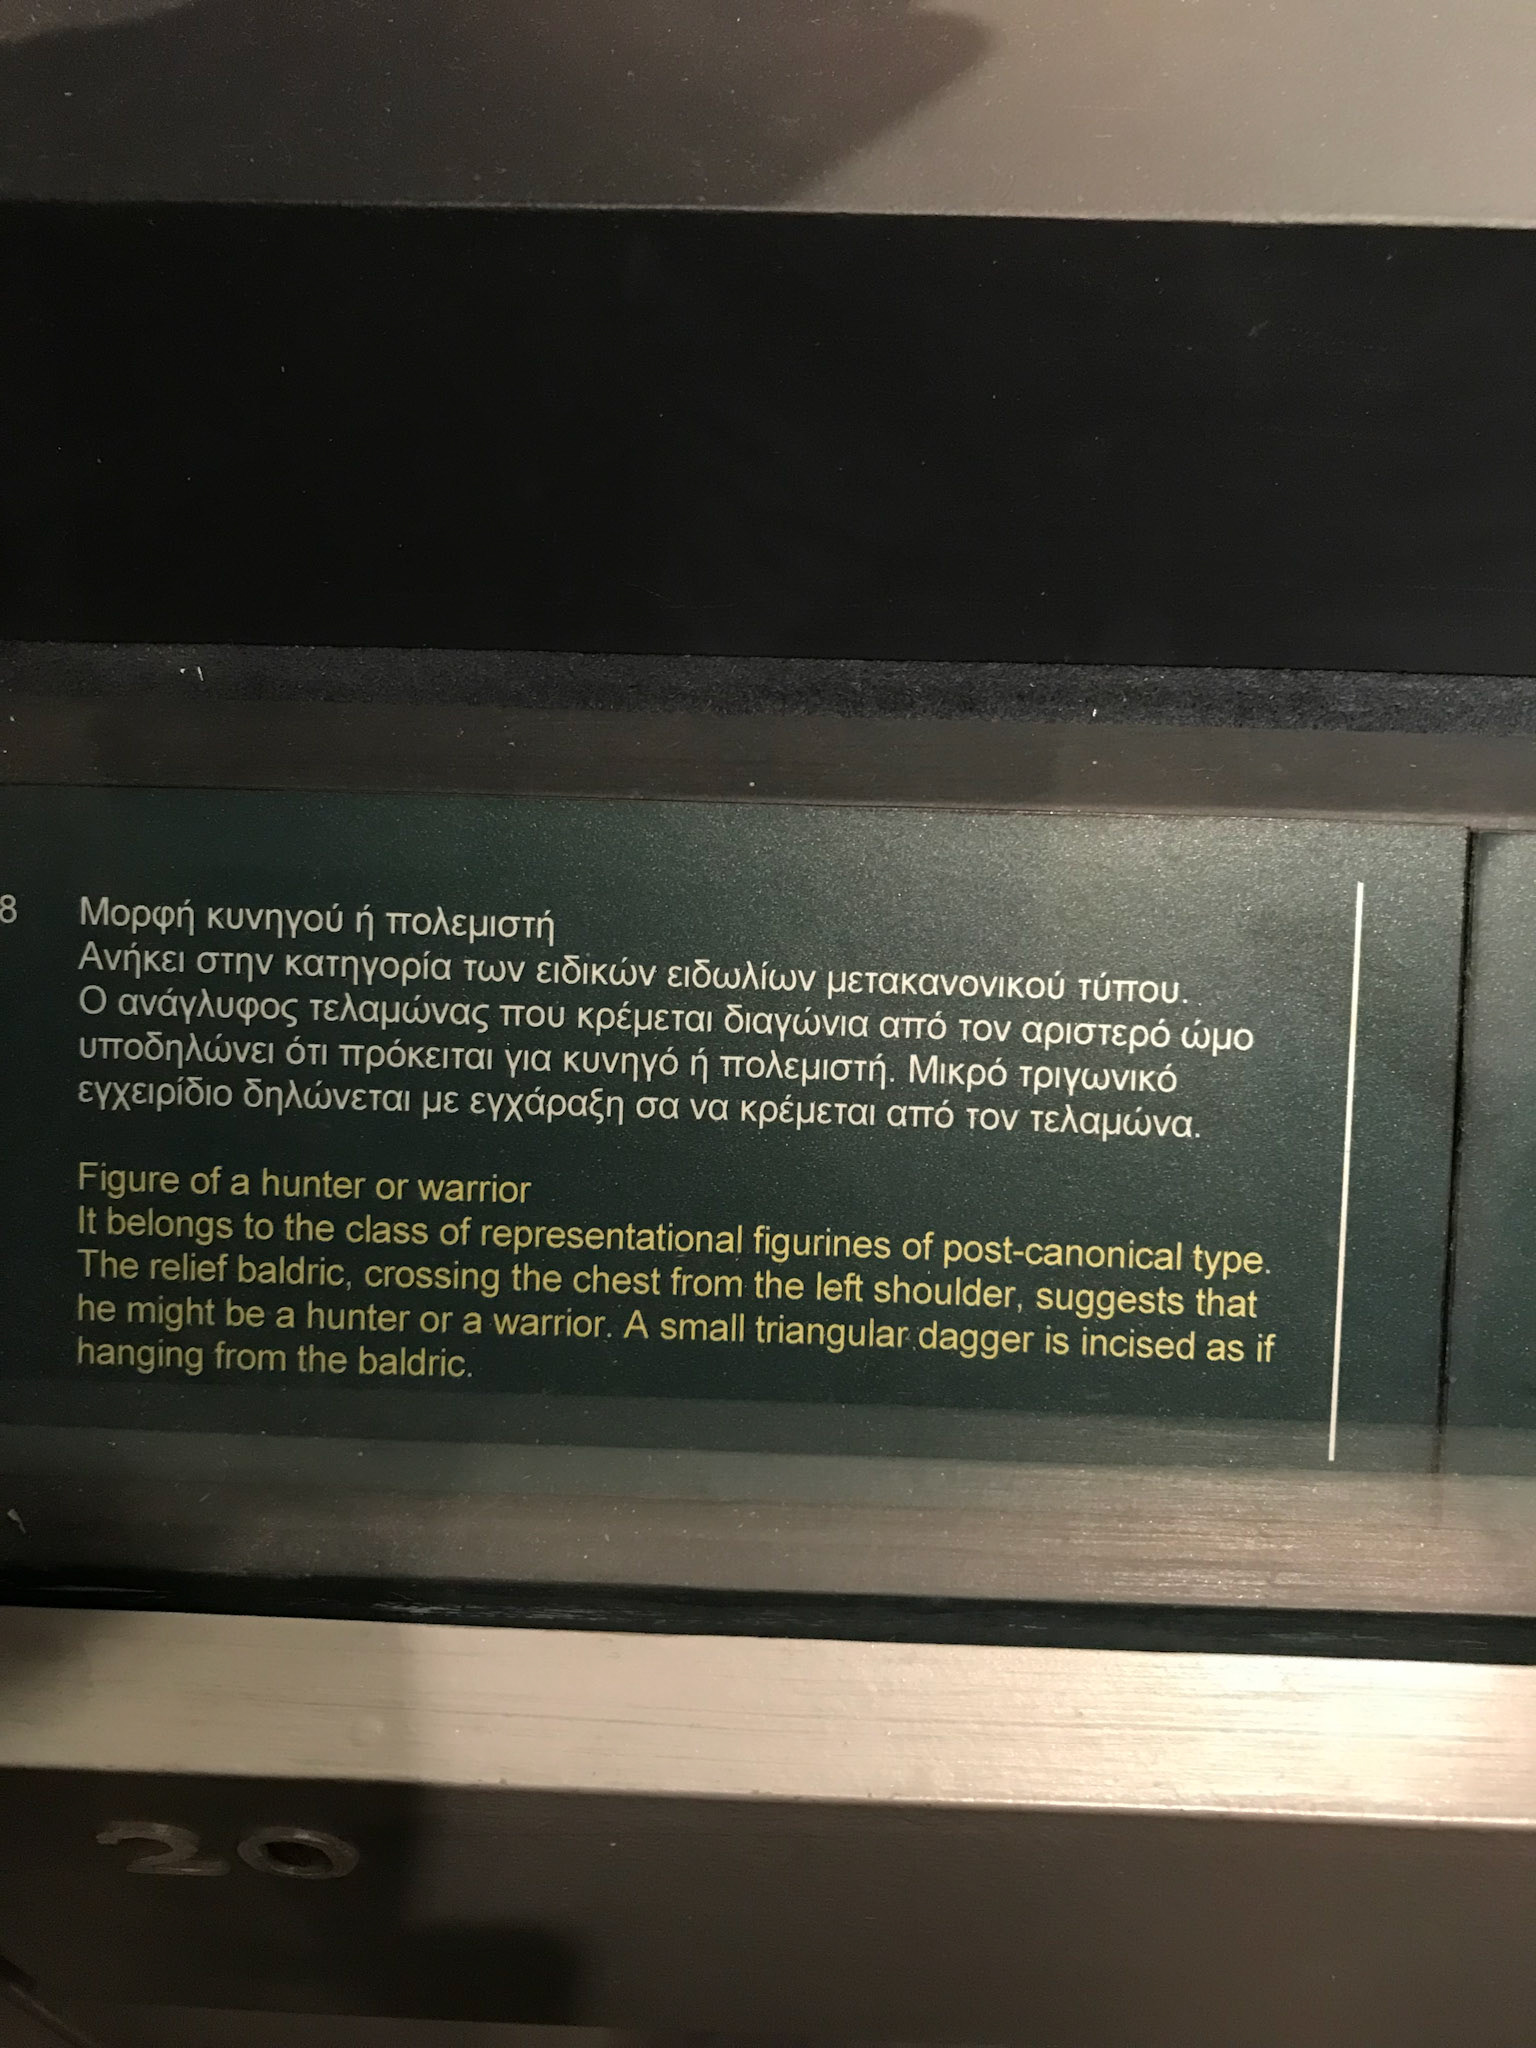 8
Μορφή κυνηγού ή πολεμιστή
Ανήκει στην κατηγορία των ειδικών ειδωλίων μετακανονικού τύπου.
Ο ανάγλυφος τελαμώνας που κρέμεται διαγώνια από τον αριστερό ώμο
υποδηλώνει ότι πρόκειται για κυνηγό ή πολεμιστή. Μικρό τριγωνικό
εγχειρίδιο δηλώνεται με εγχάραξη σα να κρέμεται από τον τελαμώνα.
Figure of a hunter or warrior
It belongs to the class of representational figurines of post-canonical type.
The relief baldric, crossing the chest from the left shoulder, suggests that
he might be a hunter or a warrior. A small triangular dagger is incised as if
hanging from the baldric.
20